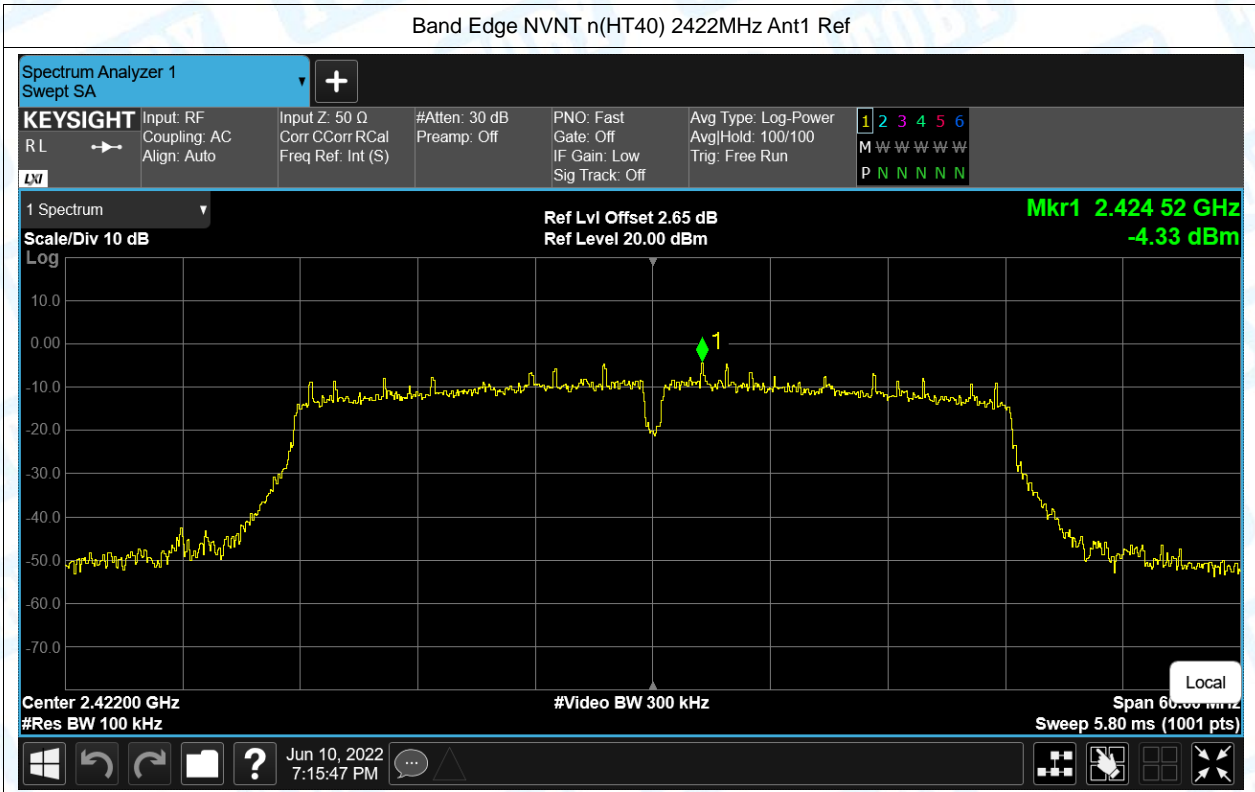 Band Edge NVNT n(HT40) 2422MHz Ant1 Ref
Spectrum Analyzer 1
Swept SA
+
KEYSIGHT
RL
LXI
Input: RF
Coupling: AC
Align: Auto
Input Z: 50 Ω
Corr CCorr RCal
Freq Ref: Int (S)
#Atten: 30 dB
Preamp: Off
PNO: Fast
Gate: Off
IF Gain: Low
Sig Track: Off
Avg Type: Log-Power
Avg|Hold: 100/100
Trig: Free Run
1 2 3 4 5 6
M W W W W W
P N N N N N
1 Spectrum
Scale/Div 10 dB
Log
Ref Lvl Offset 2.65 dB
Ref Level 20.00 dBm
Mkr1 2.424 52 GHz
-4.33 dBm
10.0
0.00
-10.0
-20.0
-30.0
-40.0
-50.0
-60.0
-70.0
1
Local
Center 2.42200 GHz
#Video BW 300 kHz
Span 60.00 MHz
#Res BW 100 kHz
Sweep 5.80 ms (1001 pts)
?
Jun 10, 2022
7:15:47 PM